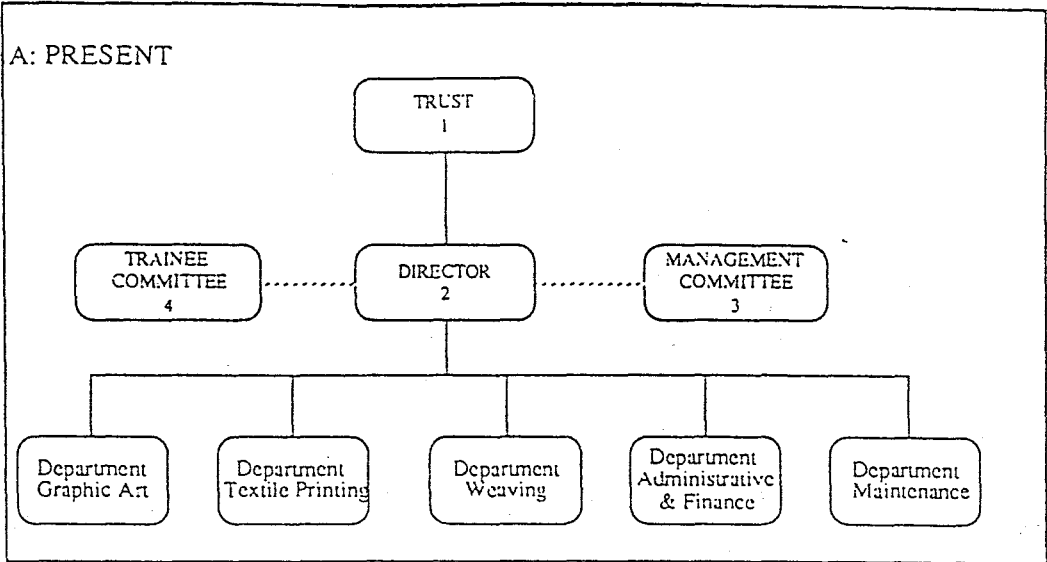 A: PRESENT
TRUST
1
TRAINEE
COMMITTEE
4
DIRECTOR
2
MANAGEMENT
COMMITTEE
3
Department
Graphic Art
Department
Textile Printing
Department
Weaving
Department
Administrative
& Finance
Department
Maintenance